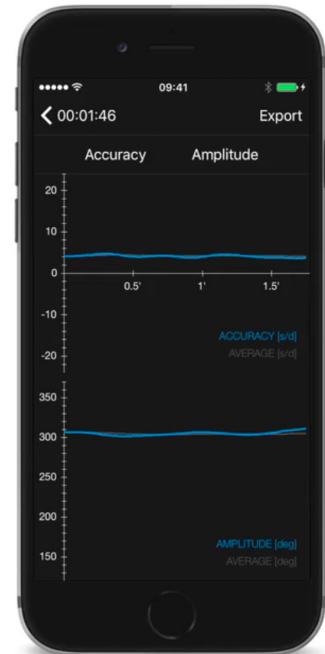 09:41
00:01:46 Export
Accuracy Amplitude
20
10
0
0.5' 1' 1.5'
-10
ACCURACY [s/d]
-20 AVERAGE [s/d]
350
300
250
200
AMPLITUDE [deg]
150 AVERAGE [deg]